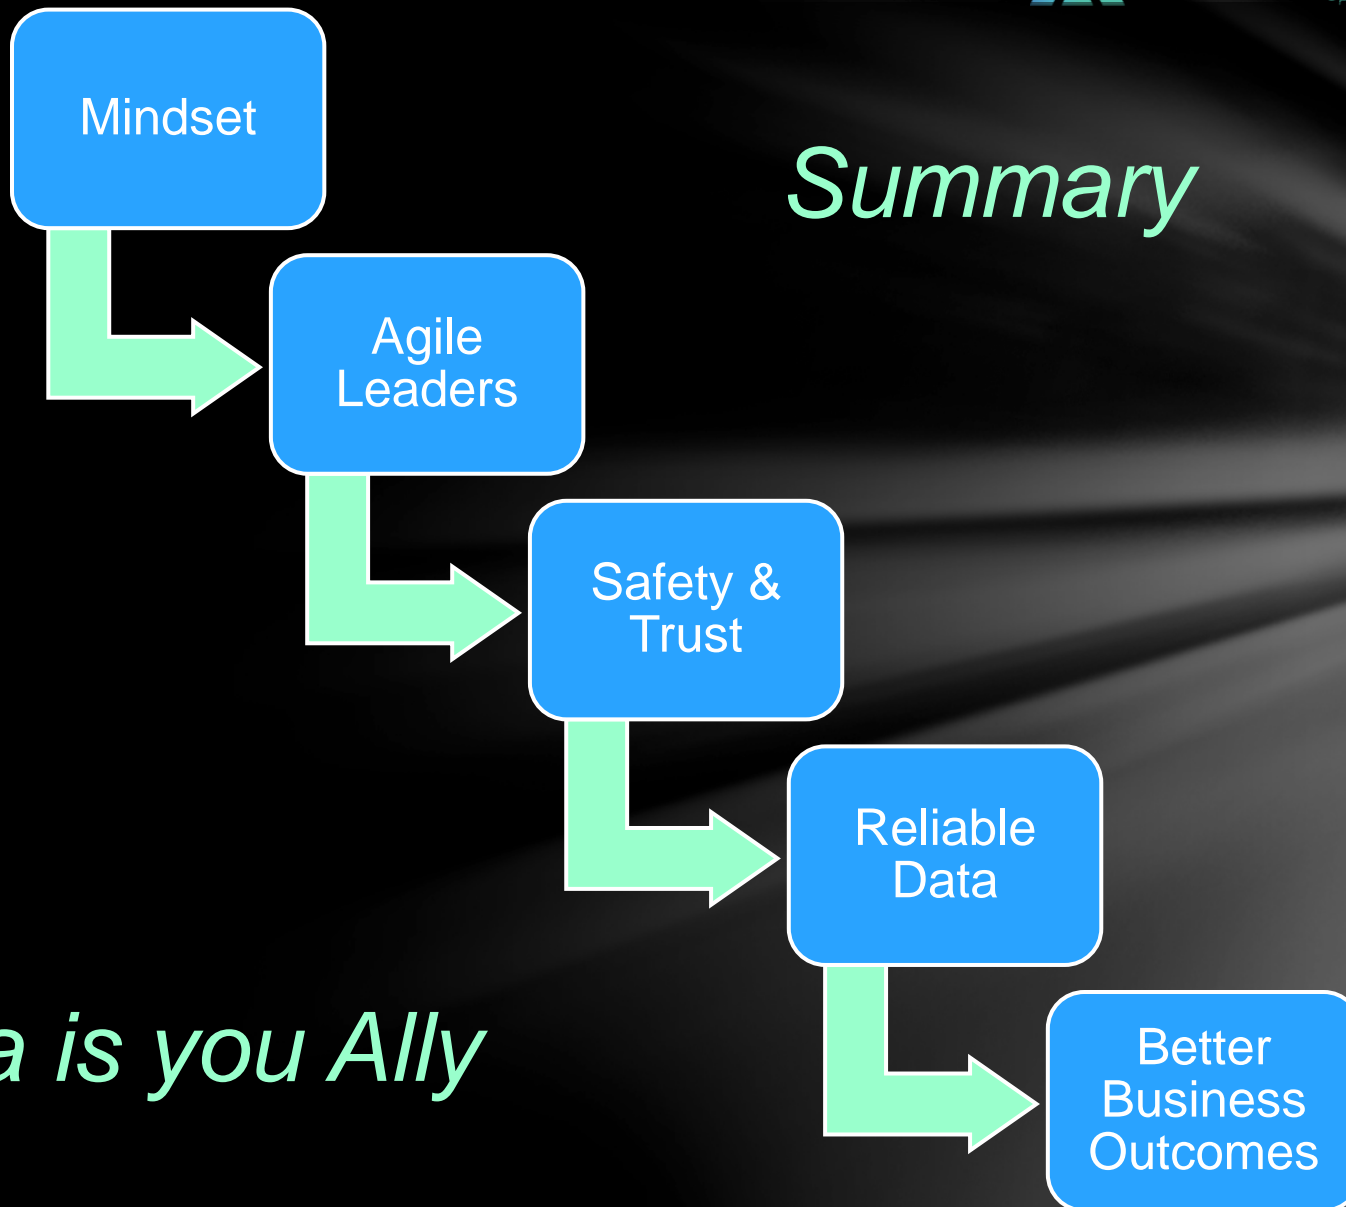 Mindset
Summary
Agile
Leaders
Safety &
Trust
Reliable
Data
a is you Ally
Better
Business
Outcomes